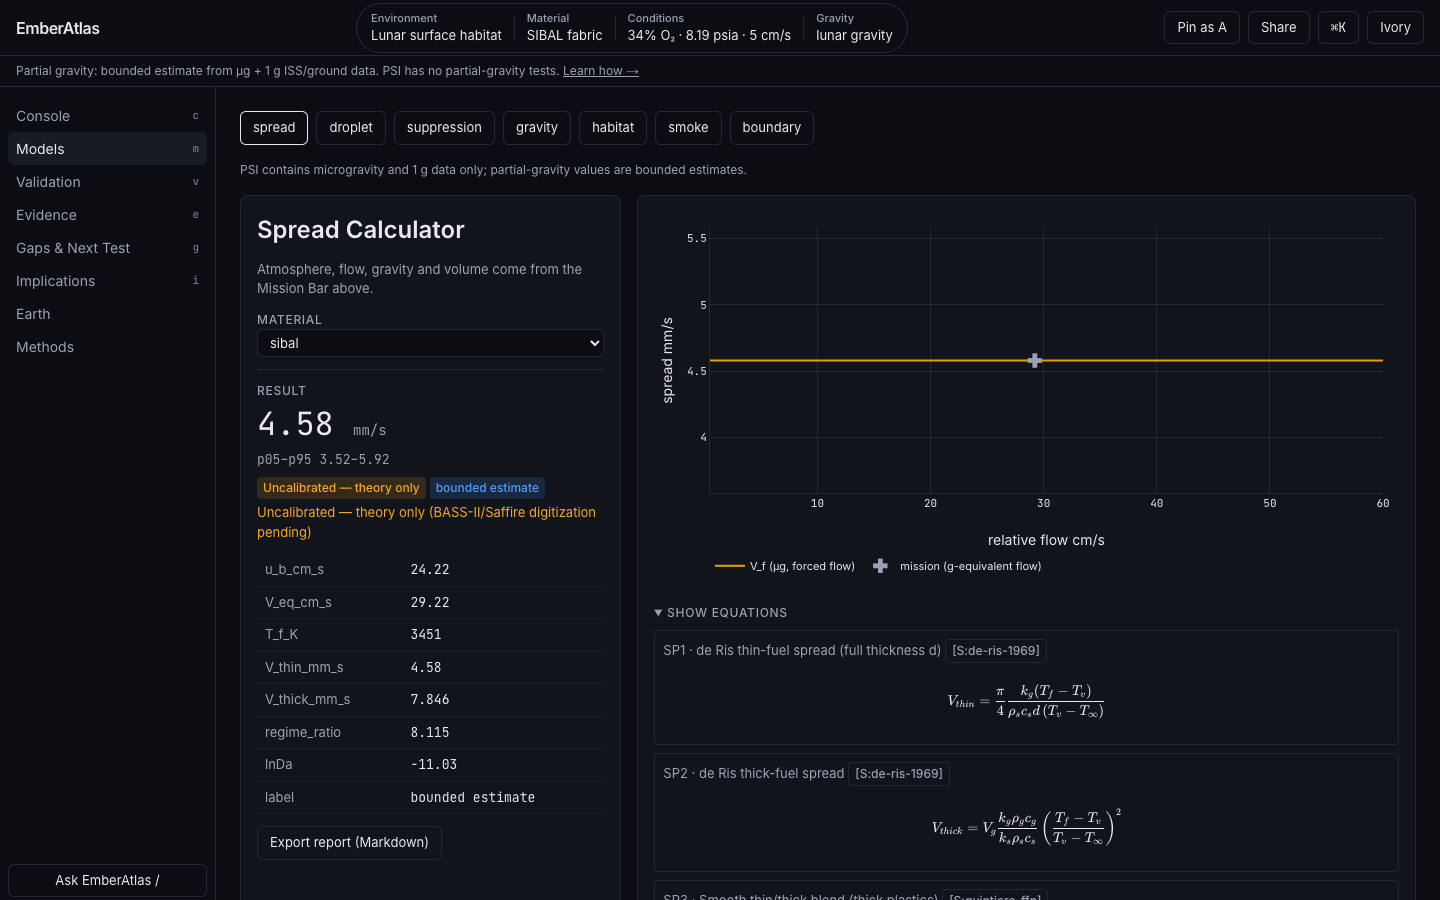 EmberAtlas
Environment
Lunar surface habitat
Material
SIBAL fabric
Conditions
34% O₂ · 8.19 psia · 5 cm/s
Gravity
lunar gravity
Pin as A
Share
⌘K
Ivory
Partial gravity: bounded estimate from μg + 1 g ISS/ground data. PSI has no partial-gravity tests. Learn how →
Console c
Models m
Validation v
Evidence e
Gaps & Next Test g
Implications i
Earth
Methods
Ask EmberAtlas /
spread
droplet
suppression
gravity
habitat
smoke
boundary
PSI contains microgravity and 1 g data only; partial-gravity values are bounded estimates.
Spread Calculator
Atmosphere, flow, gravity and volume come from the
Mission Bar above.
MATERIAL
sibal
RESULT
4.58 mm/s
p05–p95 3.52–5.92
Uncalibrated — theory only
bounded estimate
Uncalibrated — theory only (BASS-II/Saffire digitization
pending)
u_b_cm_s 24.22
V_eq_cm_s 29.22
T_f_K 3451
V_thin_mm_s 4.58
V_thick_mm_s 7.846
regime_ratio 8.115
lnDa -11.03
label bounded estimate
Export report (Markdown)
5.5
5
4.5
4
spread mm/s
10 20 30 40 50 60
relative flow cm/s
V_f (μg, forced flow)
mission (g-equivalent flow)
▼ SHOW EQUATIONS
SP1 · de Ris thin-fuel spread (full thickness d) [S:de-ris-1969]
V_thin = π/4 k_g(T_f − T_v)/ρ_s c_s d (T_v − T_∞)
SP2 · de Ris thick-fuel spread [S:de-ris-1969]
V_thick = V_g k_g ρ_g c_g/k_s ρ_s c_s (T_f − T_v/T_v − T_∞)²
SP3 · Smooth thin/thick blend (thick plastics) [S:quintiere-ffp]